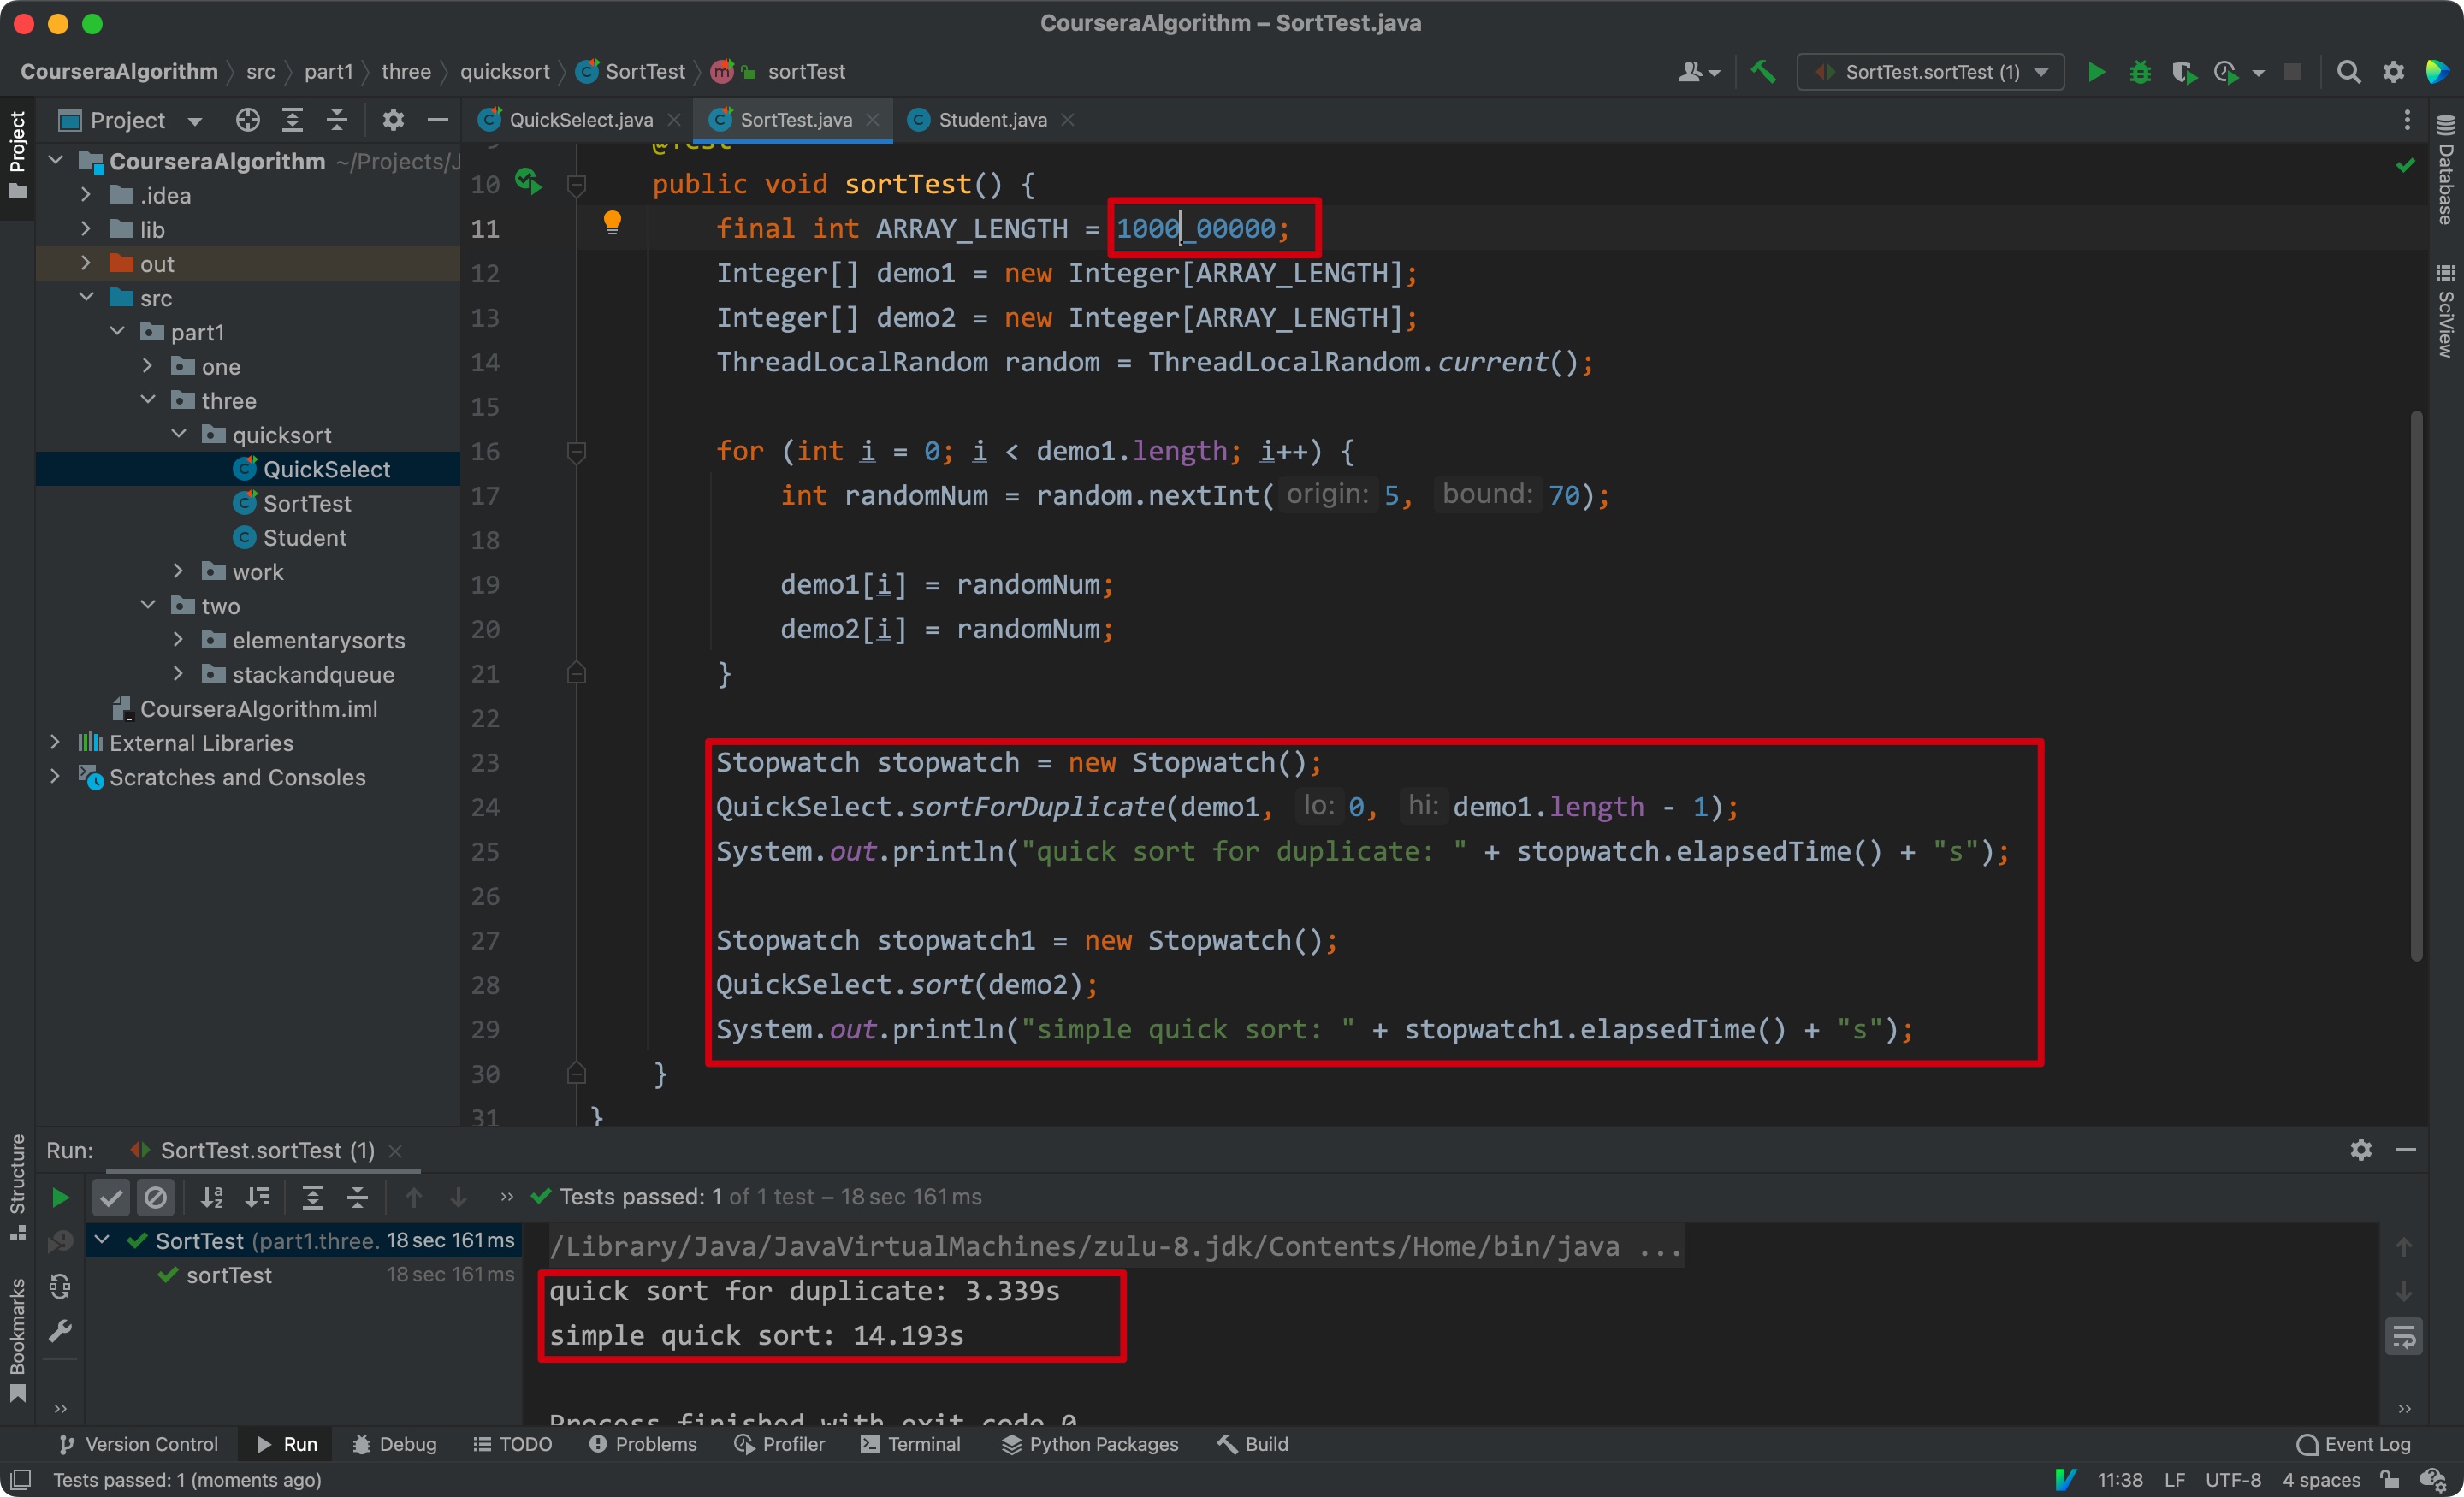 CourseraAlgorithm – SortTest.java
CourseraAlgorithm src part1 three quicksort SortTest sortTest
SortTest.sortTest (1)
Project
QuickSelect.java SortTest.java Student.java
Project
Structure
Bookmarks
Database
SciView
CourseraAlgorithm ~/Projects/J
.idea
lib
out
src
part1
one
three
quicksort
QuickSelect
SortTest
Student
work
two
elementarysorts
stackandqueue
CourseraAlgorithm.iml
External Libraries
Scratches and Consoles
@Test
10 public void sortTest() {
11 final int ARRAY_LENGTH = 1000_00000;
12 Integer[] demo1 = new Integer[ARRAY_LENGTH];
13 Integer[] demo2 = new Integer[ARRAY_LENGTH];
14 ThreadLocalRandom random = ThreadLocalRandom.current();
15
16 for (int i = 0; i < demo1.length; i++) {
17 int randomNum = random.nextInt( origin: 5, bound: 70);
18
19 demo1[i] = randomNum;
20 demo2[i] = randomNum;
21 }
22
23 Stopwatch stopwatch = new Stopwatch();
24 QuickSelect.sortForDuplicate(demo1, lo: 0, hi: demo1.length - 1);
25 System.out.println("quick sort for duplicate: " + stopwatch.elapsedTime() + "s");
26
27 Stopwatch stopwatch1 = new Stopwatch();
28 QuickSelect.sort(demo2);
29 System.out.println("simple quick sort: " + stopwatch1.elapsedTime() + "s");
30 }
31 }
Run: SortTest.sortTest (1)
Tests passed: 1 of 1 test – 18 sec 161 ms
SortTest (part1.three. 18 sec 161 ms
sortTest 18 sec 161 ms
/Library/Java/JavaVirtualMachines/zulu-8.jdk/Contents/Home/bin/java ...
quick sort for duplicate: 3.339s
simple quick sort: 14.193s
Process finished with exit code 0
Version Control Run Debug TODO Problems Profiler Terminal Python Packages Build Event Log
Tests passed: 1 (moments ago) 11:38 LF UTF-8 4 spaces